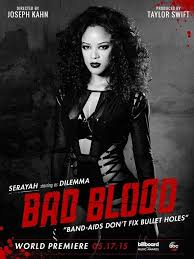 DIRECTED BY
JOSEPH KAHN
PRODUCED BY
TAYLOR SWIFT
SERAYAH starring as DILEMMA
BAD BLOOD
"BAND-AIDS DON'T FIX BULLET HOLES"
WORLD PREMIERE 05.17.15
billboard
MUSIC AWARDS
abc